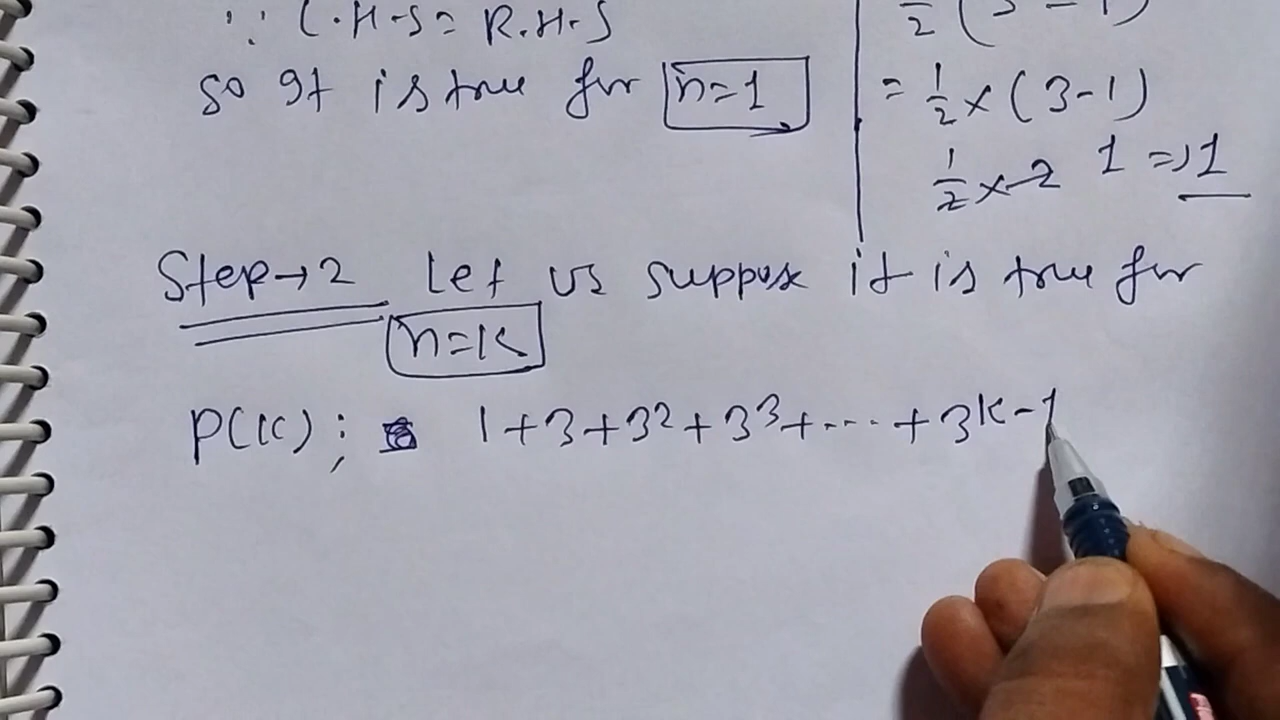 ∵ L.H.S = R.H.S
so It is true for n=1
1/2 (3 - 1)
= 1/2 × (3-1)
1/2 × 2 1 => 1
Step→2 Let us suppose it is true for
n=K
P(K); 1+3+3²+3³+---+3^K-1